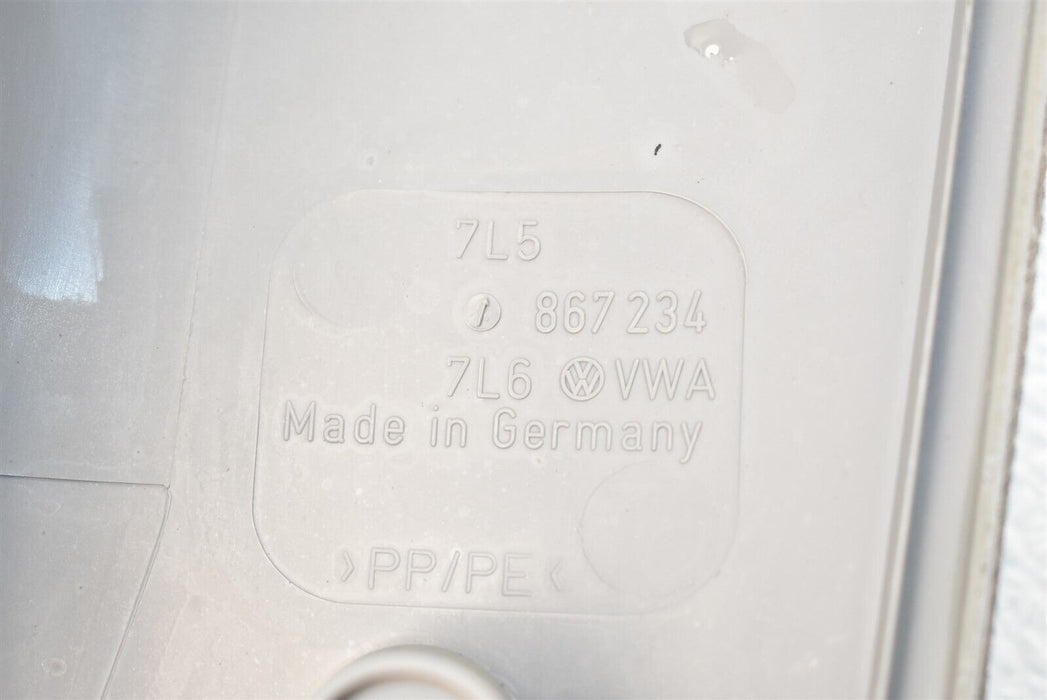 7L5
867 234
7L6 VWA
Made in Germany
>PP/PE<